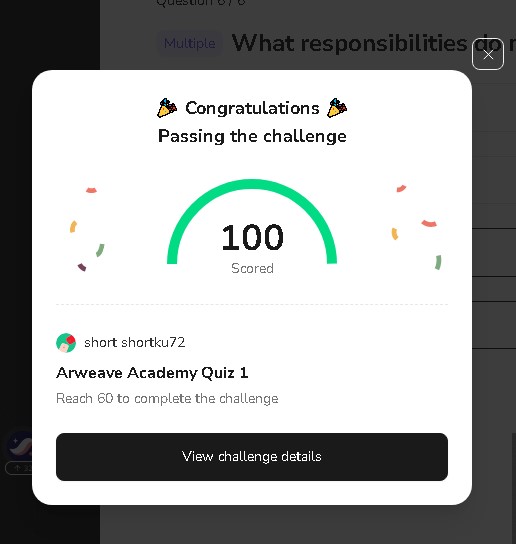 Question 6 / 6
Multiple
What responsibilities do
Congratulations
Passing the challenge
100
Scored
short shortku72
Arweave Academy Quiz 1
Reach 60 to complete the challenge
View challenge details